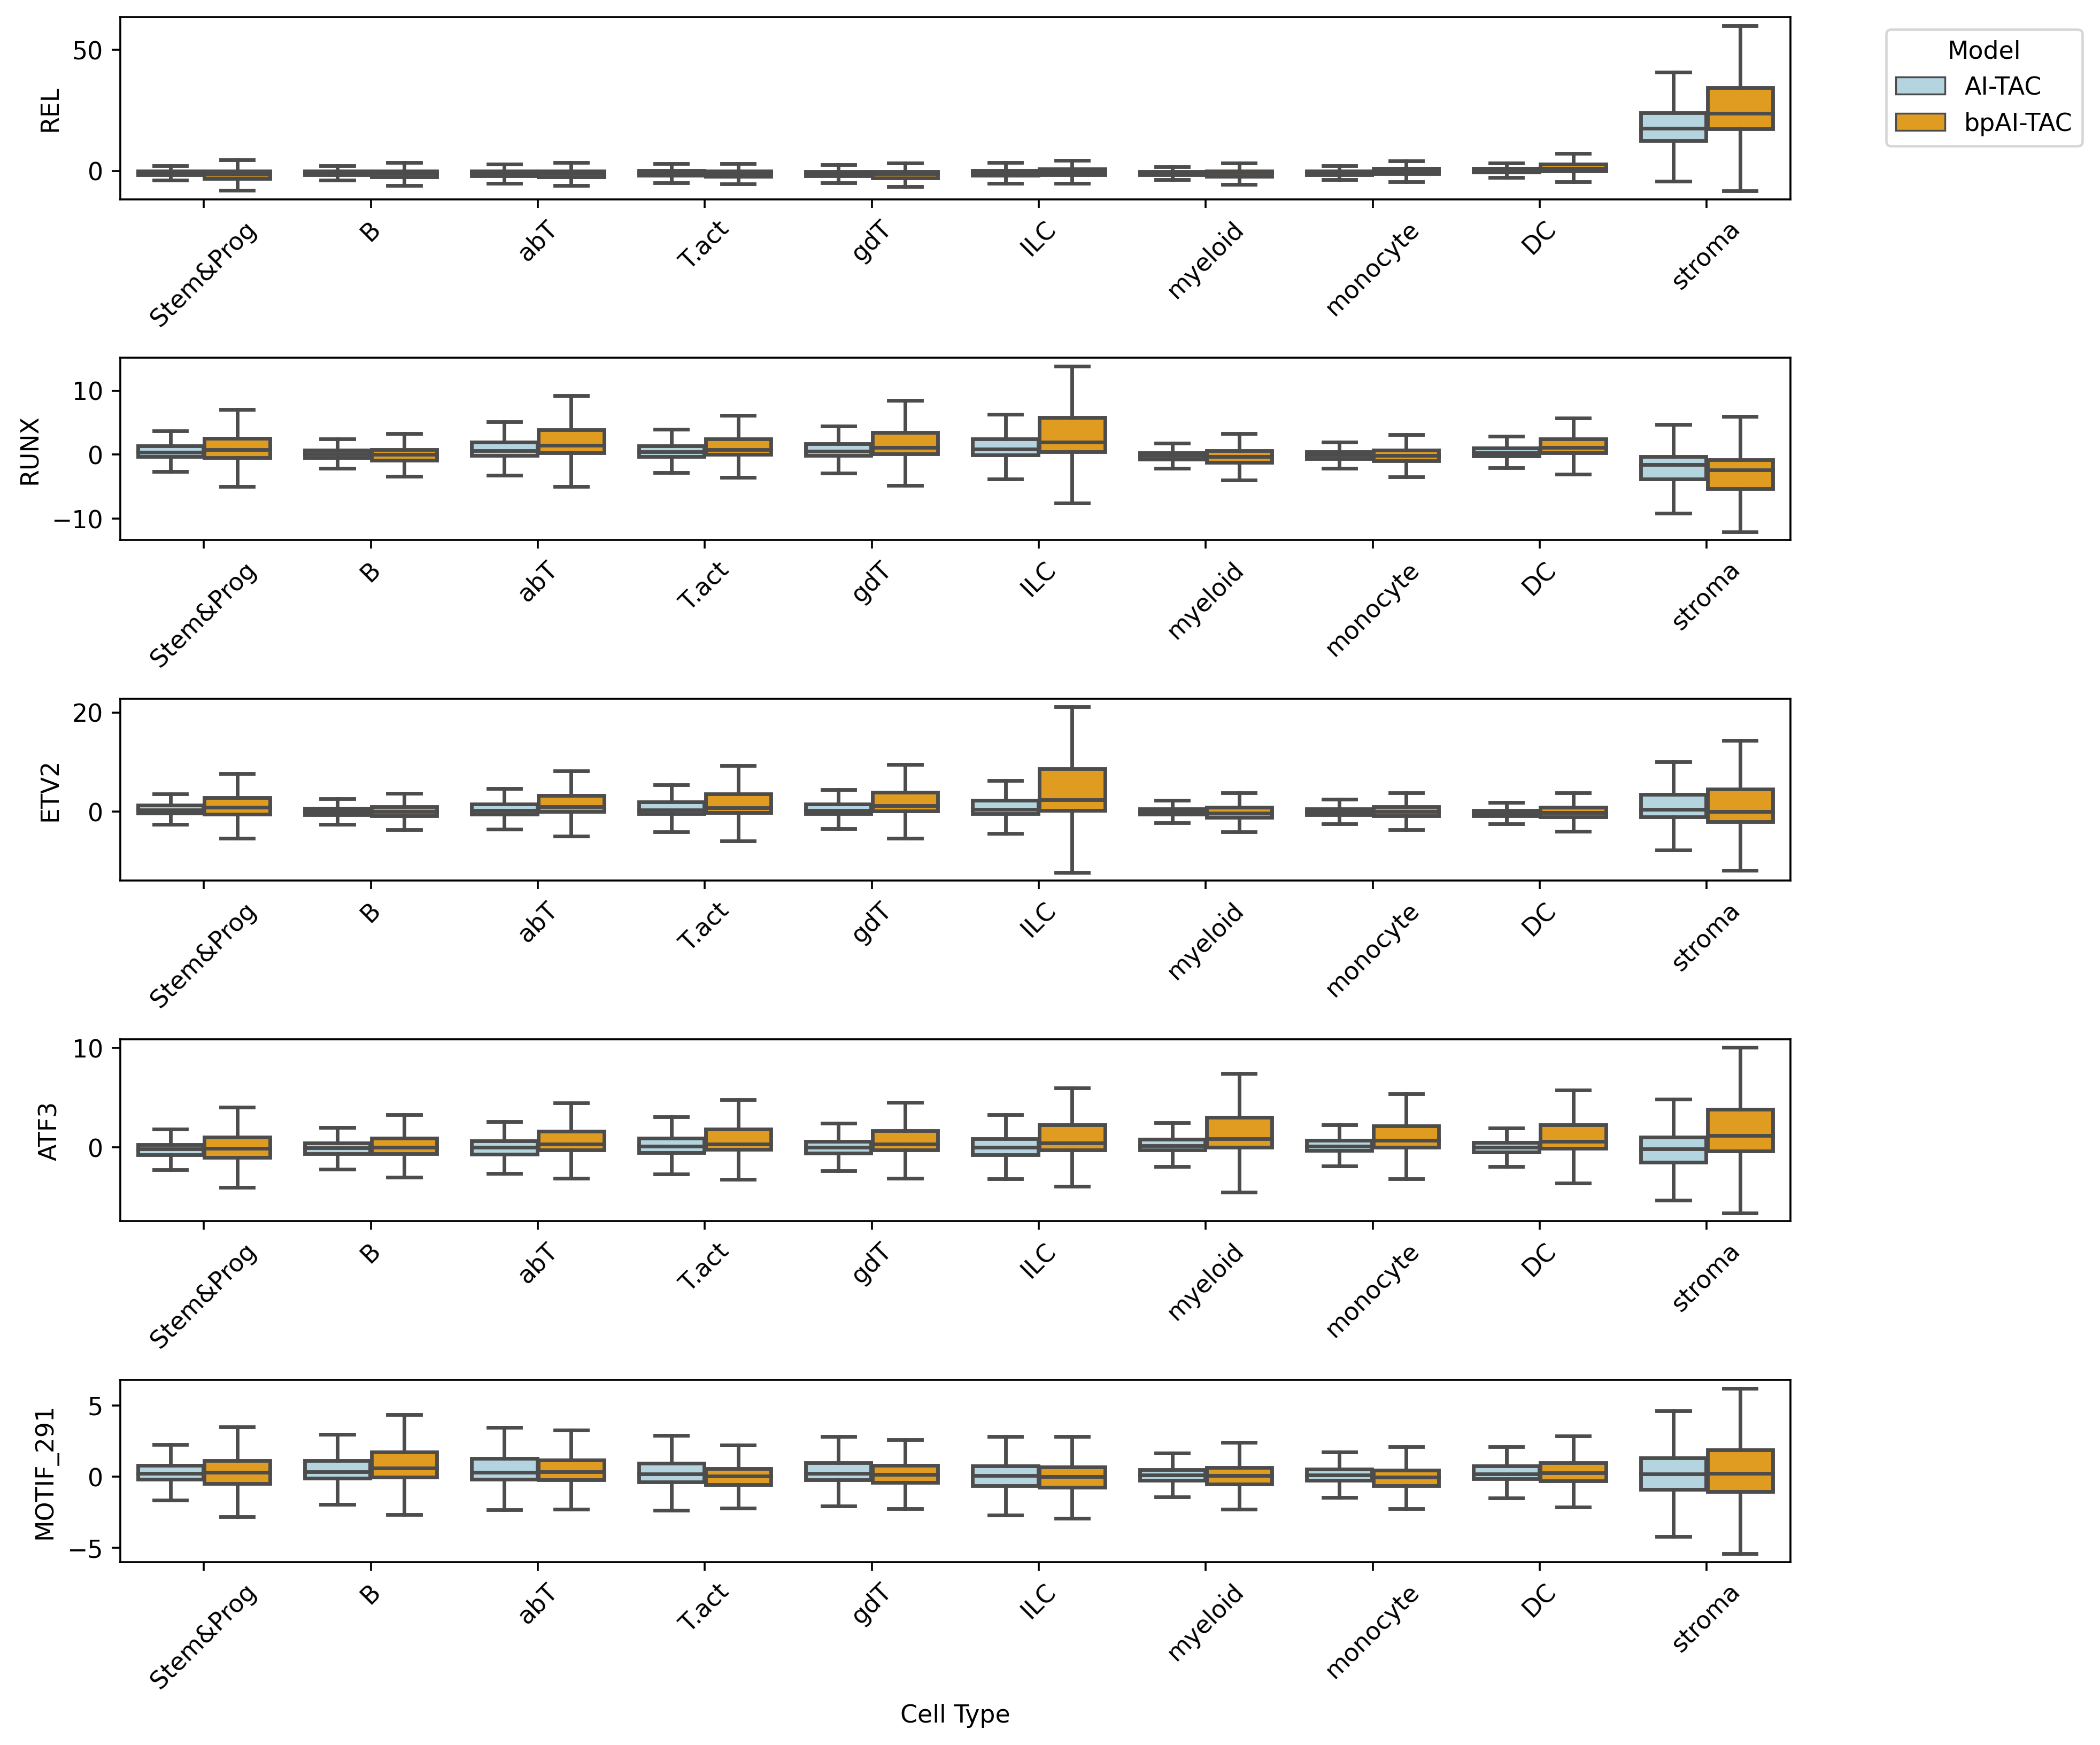 REL
50
0
Stem&Prog
B
abT
T.act
gdT
ILC
myeloid
monocyte
DC
stroma
Model
AI-TAC
bpAI-TAC
RUNX
10
0
−10
Stem&Prog
B
abT
T.act
gdT
ILC
myeloid
monocyte
DC
stroma
ETV2
20
0
Stem&Prog
B
abT
T.act
gdT
ILC
myeloid
monocyte
DC
stroma
ATF3
10
0
Stem&Prog
B
abT
T.act
gdT
ILC
myeloid
monocyte
DC
stroma
MOTIF_291
5
0
−5
Stem&Prog
B
abT
T.act
gdT
ILC
myeloid
monocyte
DC
stroma
Cell Type